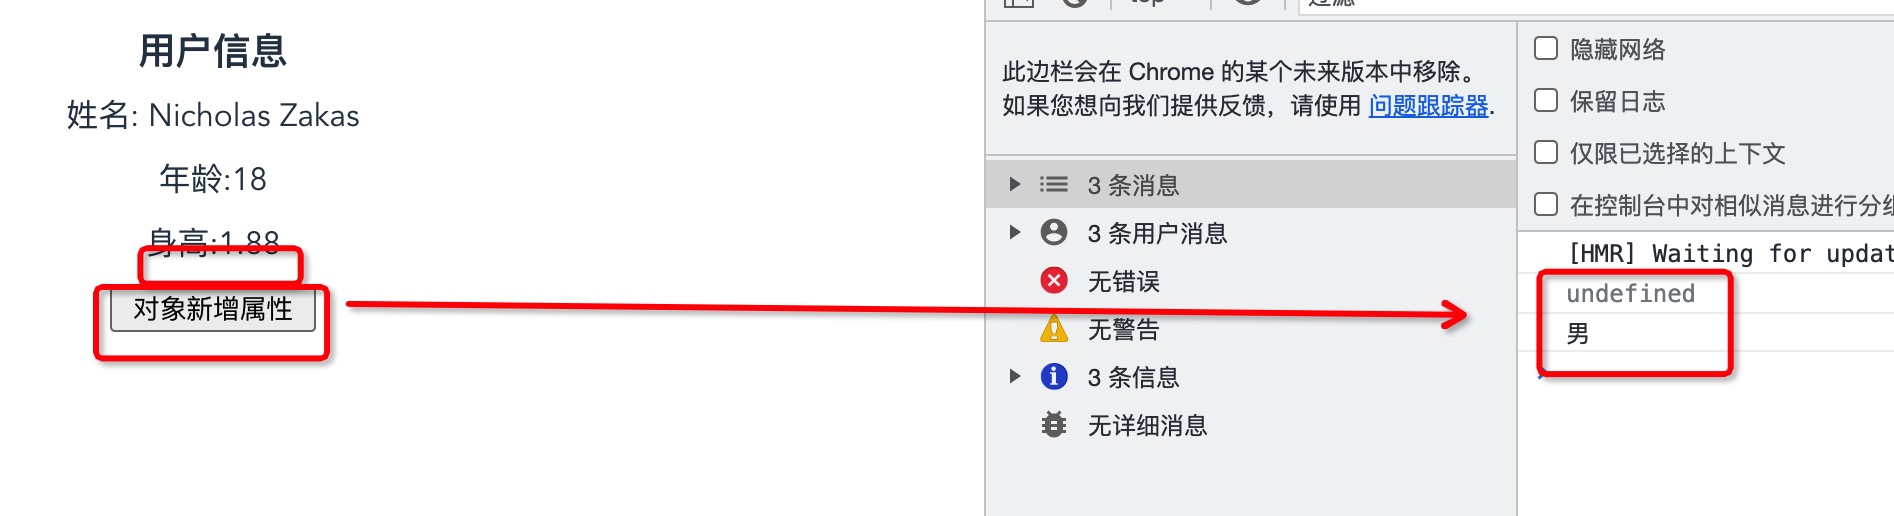 用户信息
姓名: Nicholas Zakas
年龄:18
身高:1.88
对象新增属性
top
过滤
此边栏会在 Chrome 的某个未来版本中移除。
如果您想向我们提供反馈，请使用 问题跟踪器.
3 条消息
3 条用户消息
无错误
无警告
3 条信息
无详细消息
隐藏网络
保留日志
仅限已选择的上下文
在控制台中对相似消息进行分组
[HMR] Waiting for updat
undefined
男